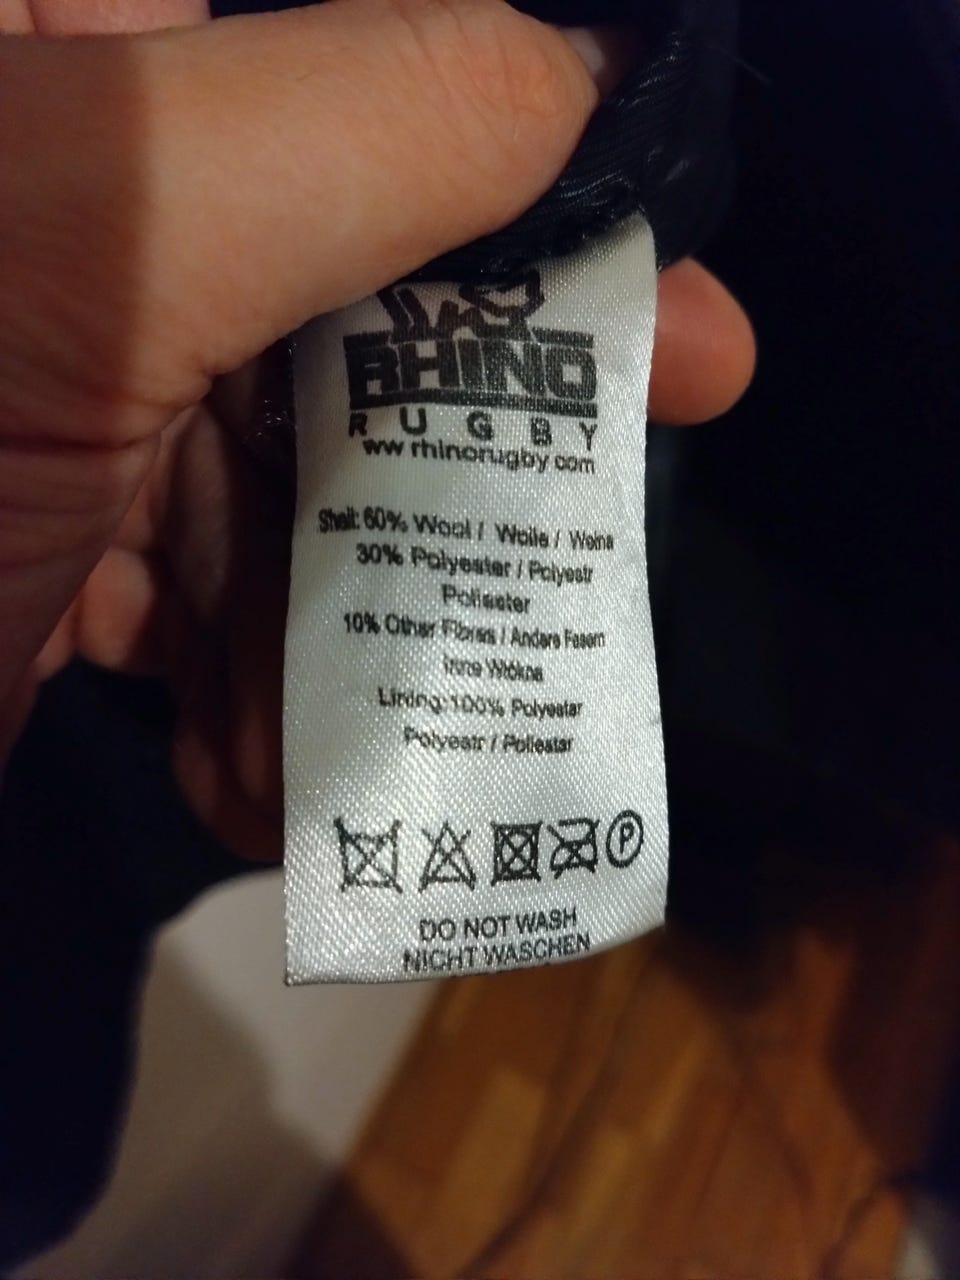 RHINO
RUGBY
www rhinorugby com
Shell: 60% Wool / Wolle / Wełna
30% Polyester / Polyestr
Poliester
10% Other Fibres / Andere Fasern
Inne Włókna
Lining: 100% Polyester
Polyestr / Poliester
P
DO NOT WASH
NICHT WASCHEN